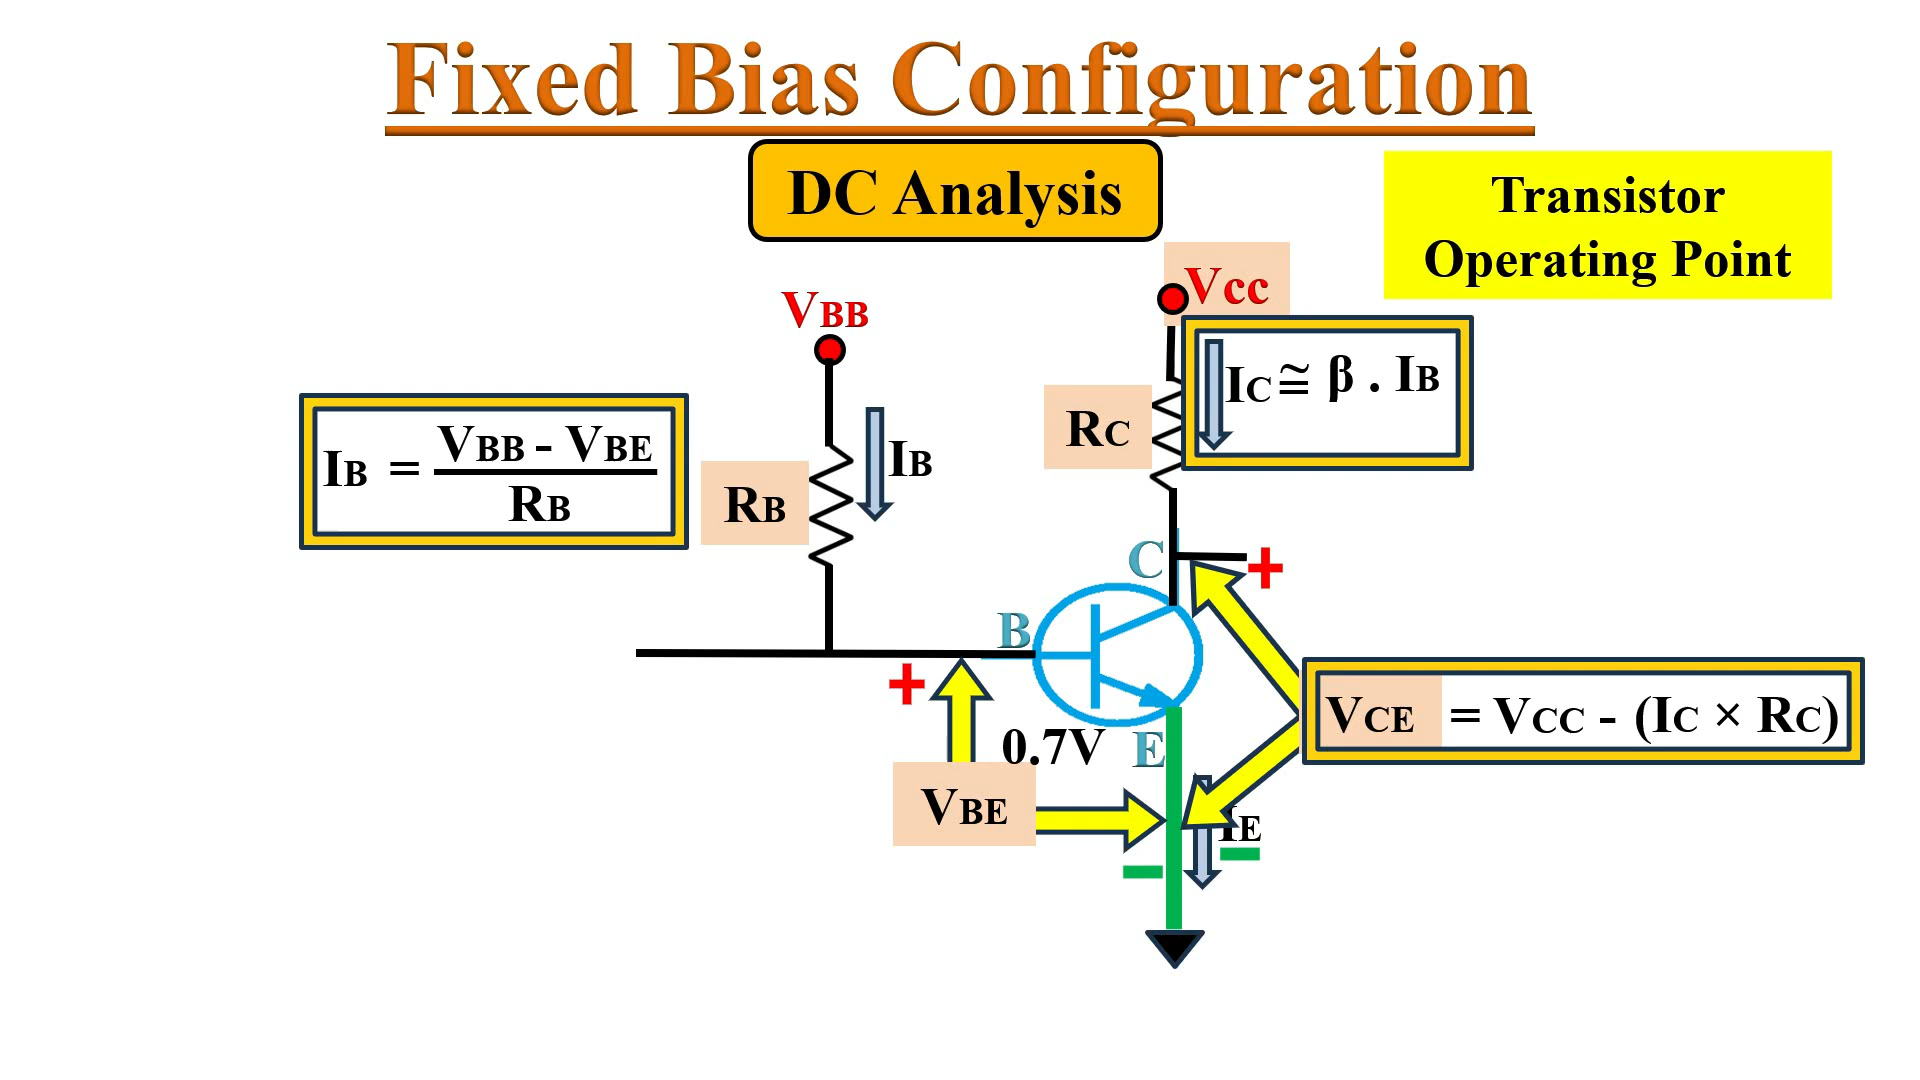 Fixed Bias Configuration
DC Analysis
Transistor
Operating Point
VBB
Vcc
IC ≅ β . IB
IB = VBB - VBE
RB
RB
IB
RC
C
+
B
+
0.7V
E
VBE
VCE = VCC - (IC × RC)
IE
-
-